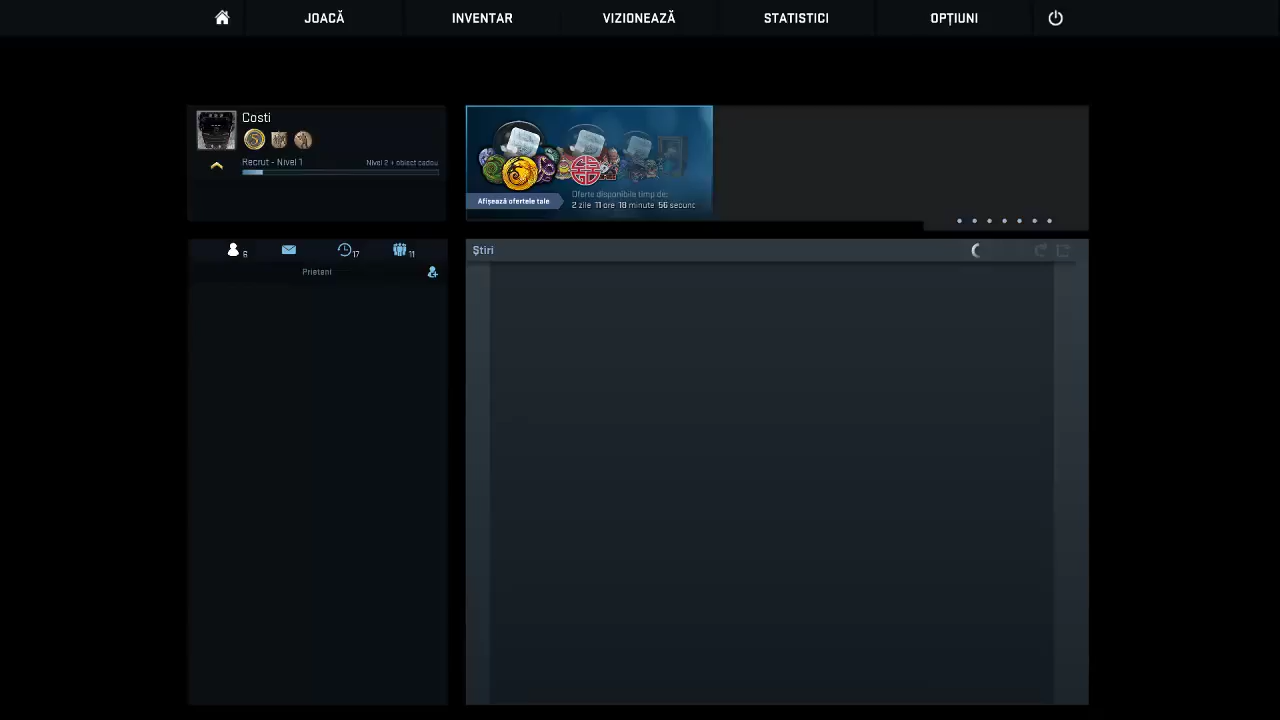 JOACĂ
INVENTAR
VIZIONEAZĂ
STATISTICI
OPȚIUNI
Costi
Recrut - Nivel 1
Nivel 2 + obiect cadou
Afișează ofertele tale
Oferte disponibile timp de:
2 zile 11 ore 18 minute 56 secunc
6
17
11
Prieteni
Știri